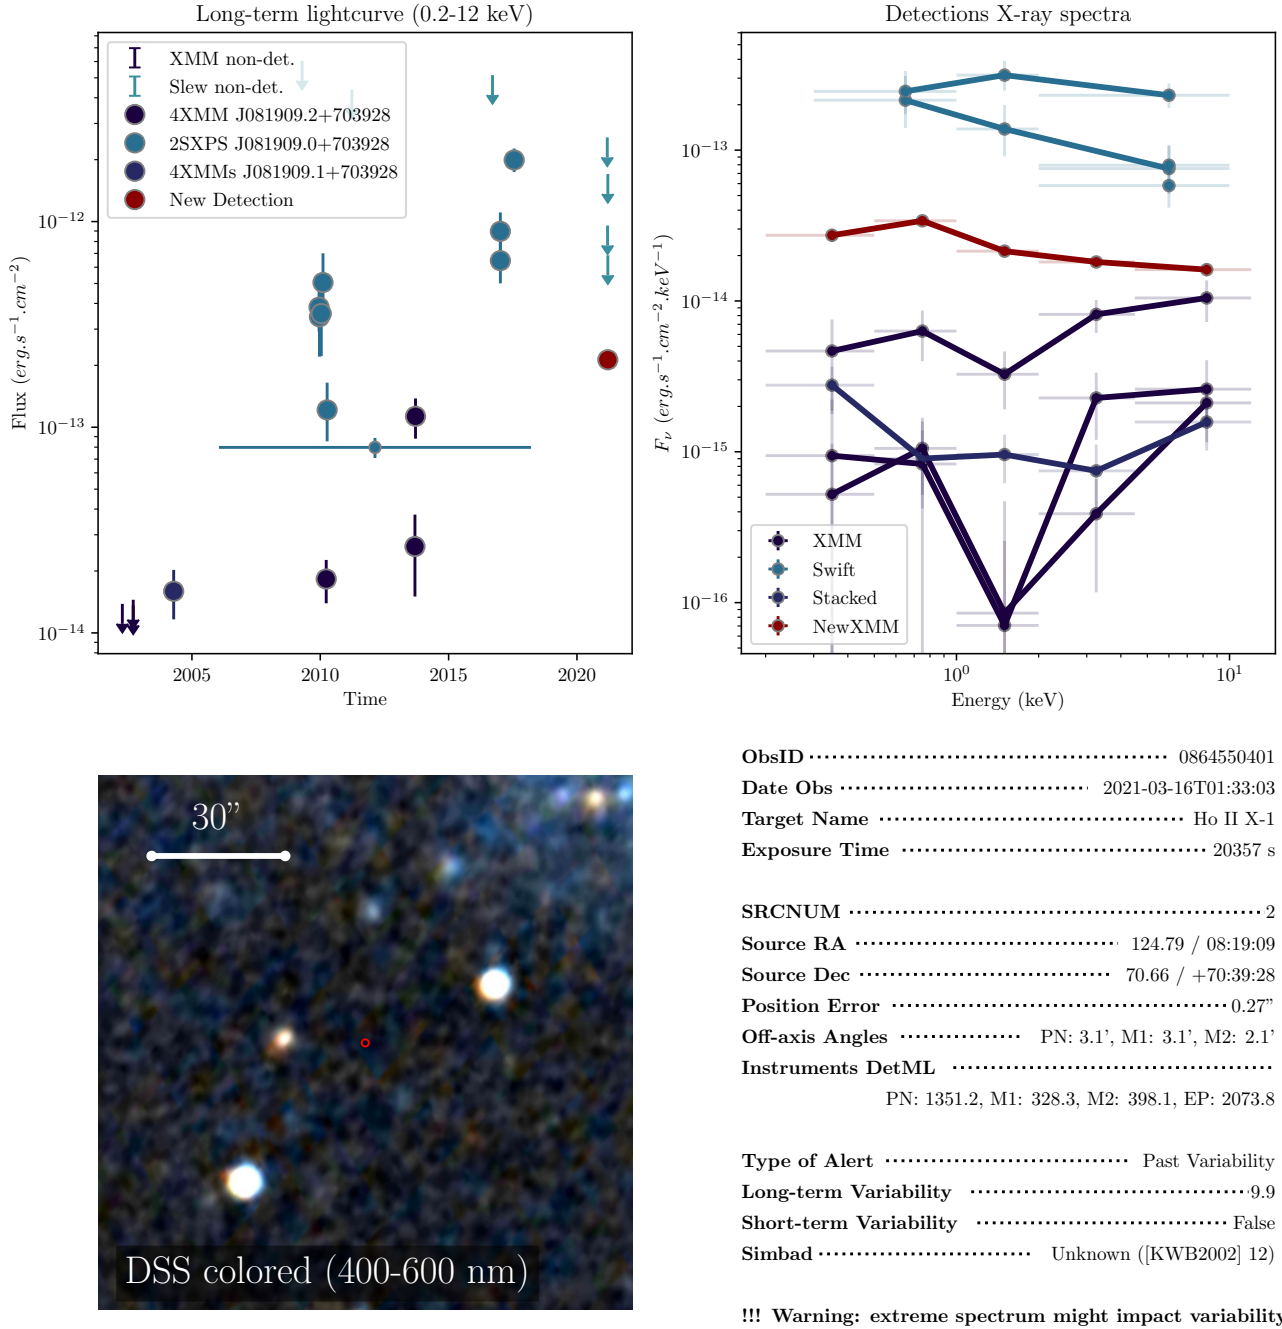 Long-term lightcurve (0.2-12 keV)
XMM non-det.
Slew non-det.
4XMM J081909.2+703928
2SXPS J081909.0+703928
4XMMs J081909.1+703928
New Detection
Flux (erg.s⁻¹.cm⁻²)
10⁻¹²
10⁻¹³
10⁻¹⁴
2005 2010 2015 2020
Time
Detections X-ray spectra
F_ν (erg.s⁻¹.cm⁻².keV⁻¹)
10⁻¹³
10⁻¹⁴
10⁻¹⁵
10⁻¹⁶
XMM
Swift
Stacked
NewXMM
10⁰ 10¹
Energy (keV)
30”
DSS colored (400-600 nm)
ObsID 0864550401
Date Obs 2021-03-16T01:33:03
Target Name Ho II X-1
Exposure Time 20357 s
SRCNUM 2
Source RA 124.79 / 08:19:09
Source Dec 70.66 / +70:39:28
Position Error 0.27”
Off-axis Angles PN: 3.1', M1: 3.1', M2: 2.1'
Instruments DetML
PN: 1351.2, M1: 328.3, M2: 398.1, EP: 2073.8
Type of Alert Past Variability
Long-term Variability 9.9
Short-term Variability False
Simbad Unknown ([KWB2002] 12)
!!! Warning: extreme spectrum might impact variability